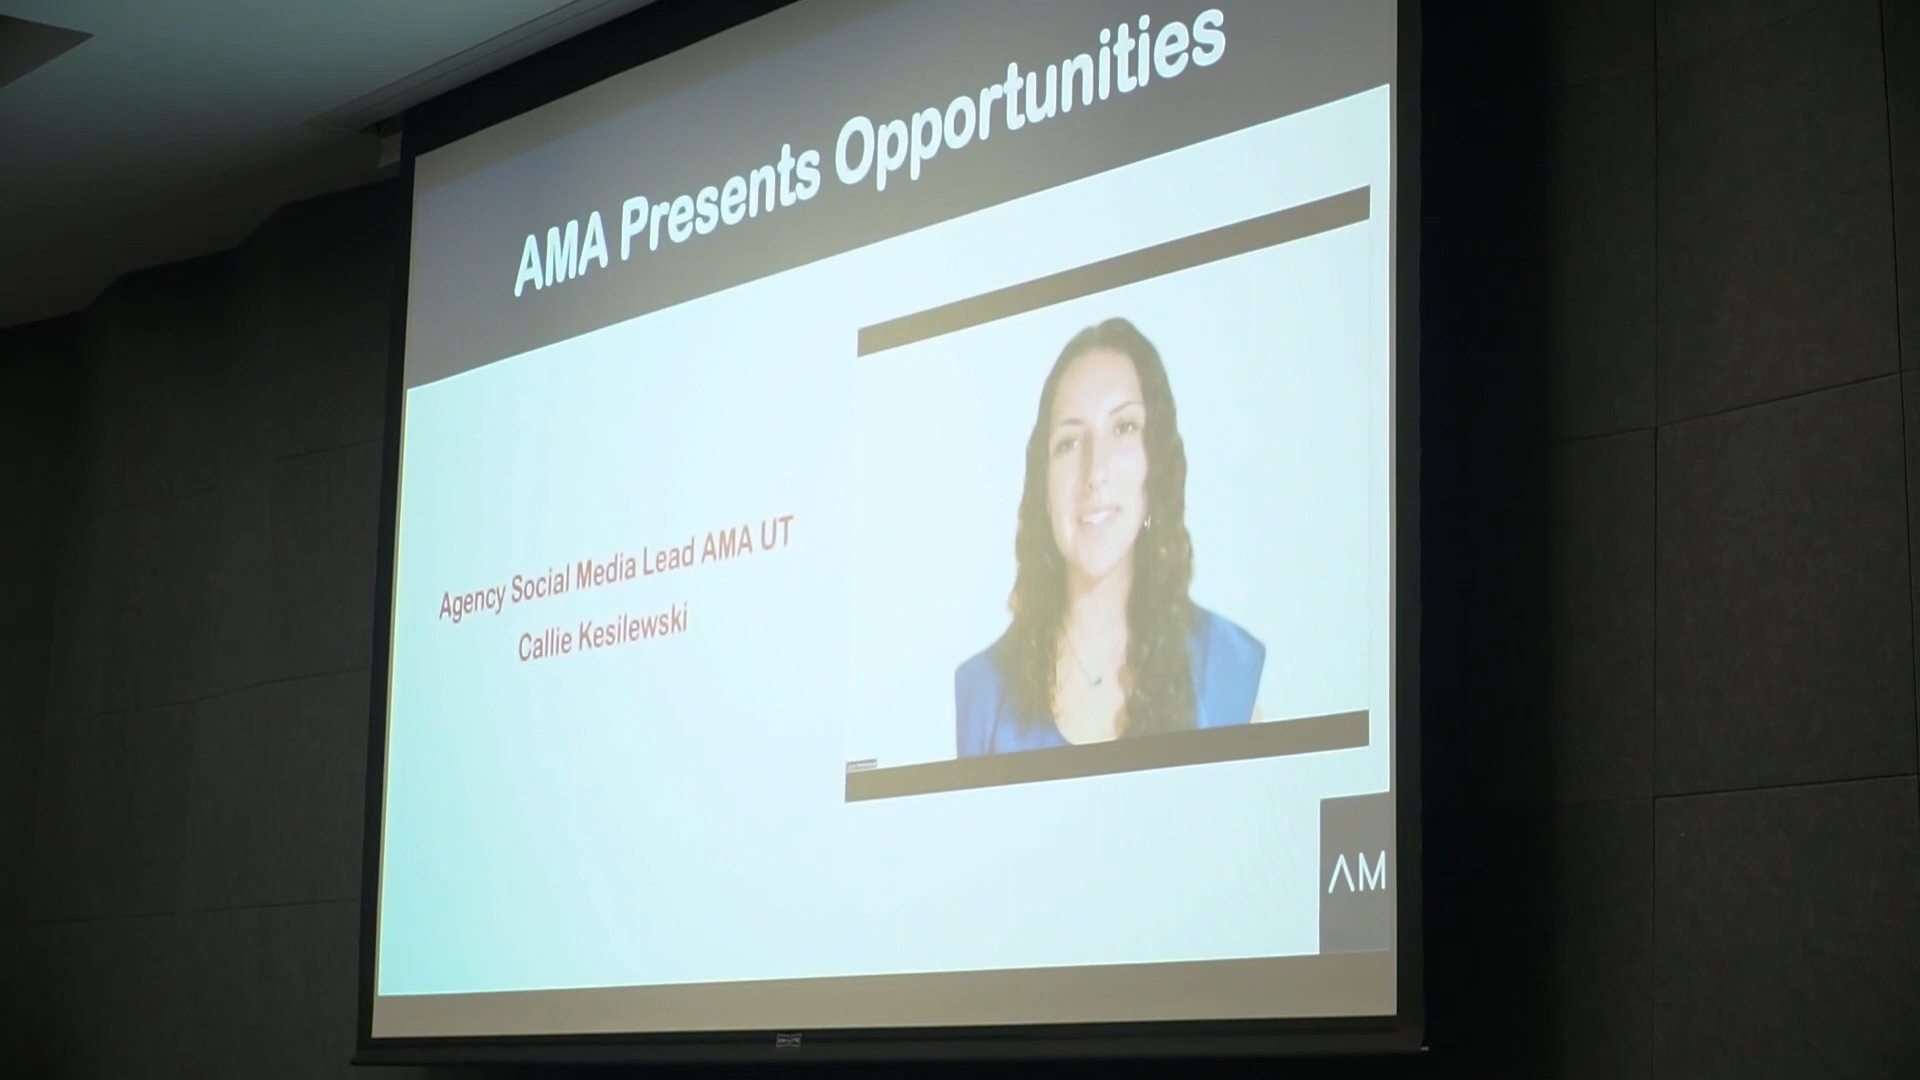 AMA Presents Opportunities
Agency Social Media Lead AMA UT
Callie Kesilewski
AM